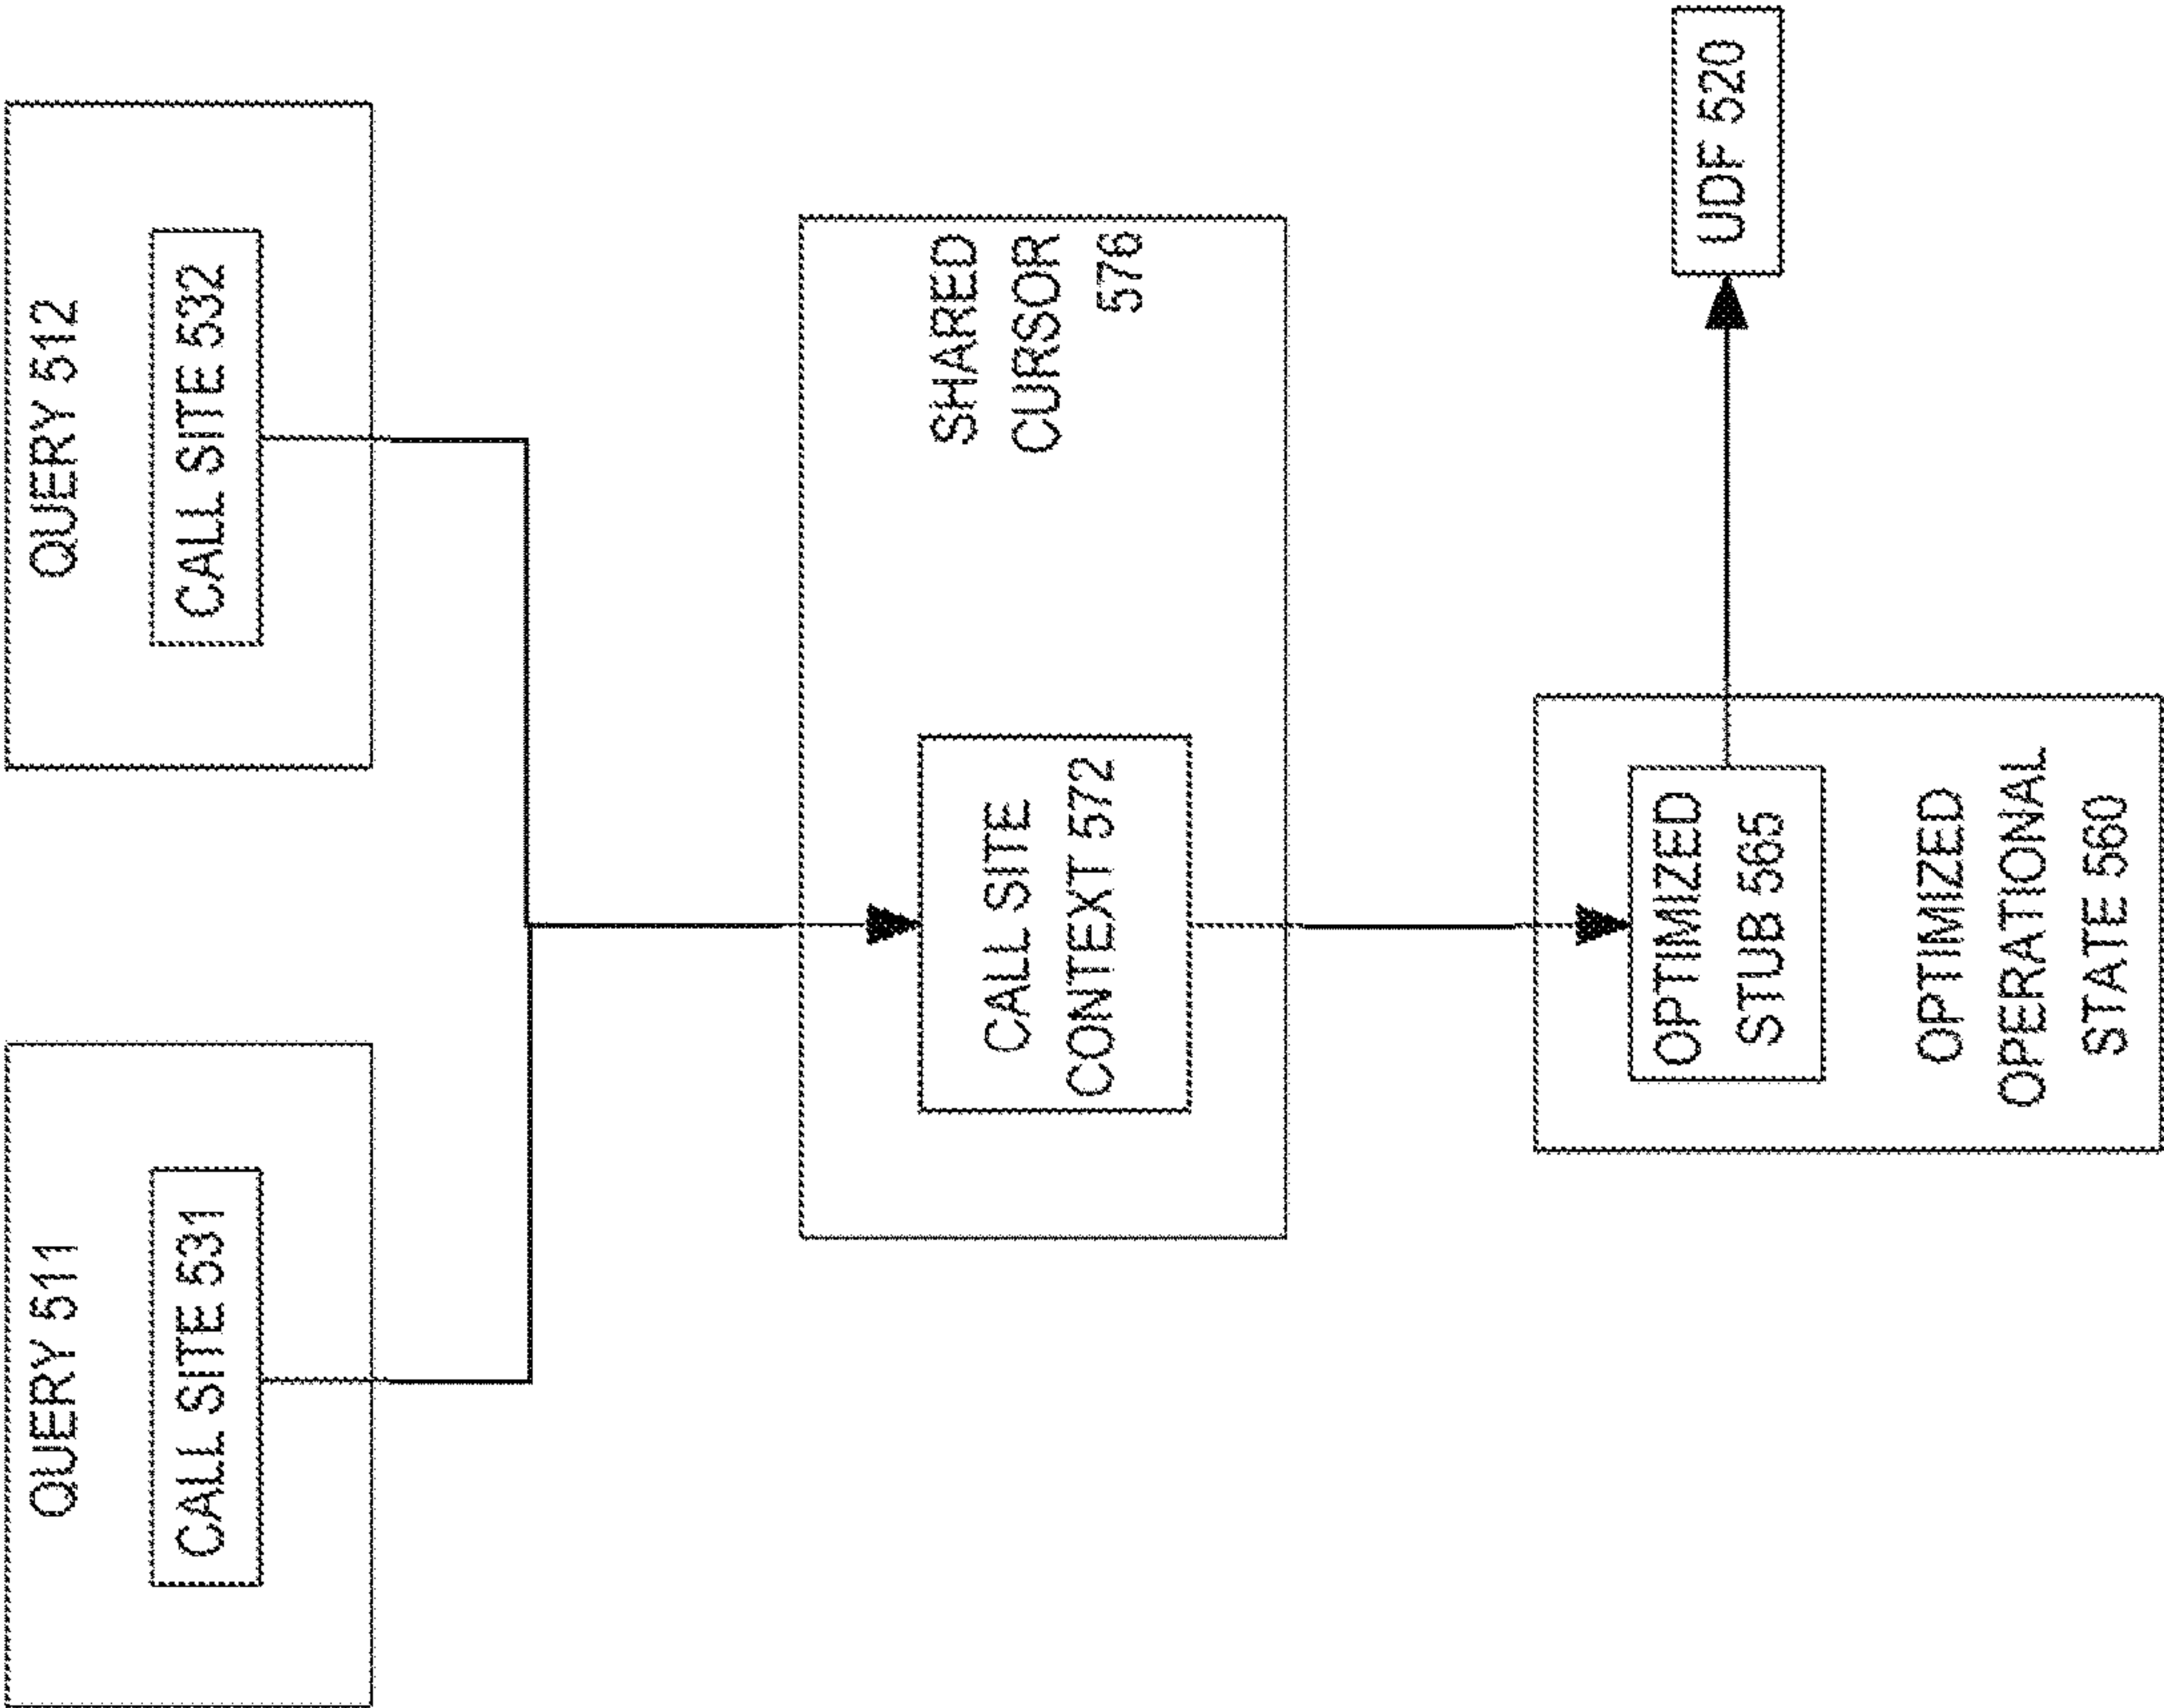 QUERY 511
CALL SITE 531
QUERY 512
CALL SITE 532
CALL SITE
CONTEXT 572
SHARED
CURSOR
576
OPTIMIZED
STUB 565
OPTIMIZED
OPERATIONAL
STATE 560
UDF 520